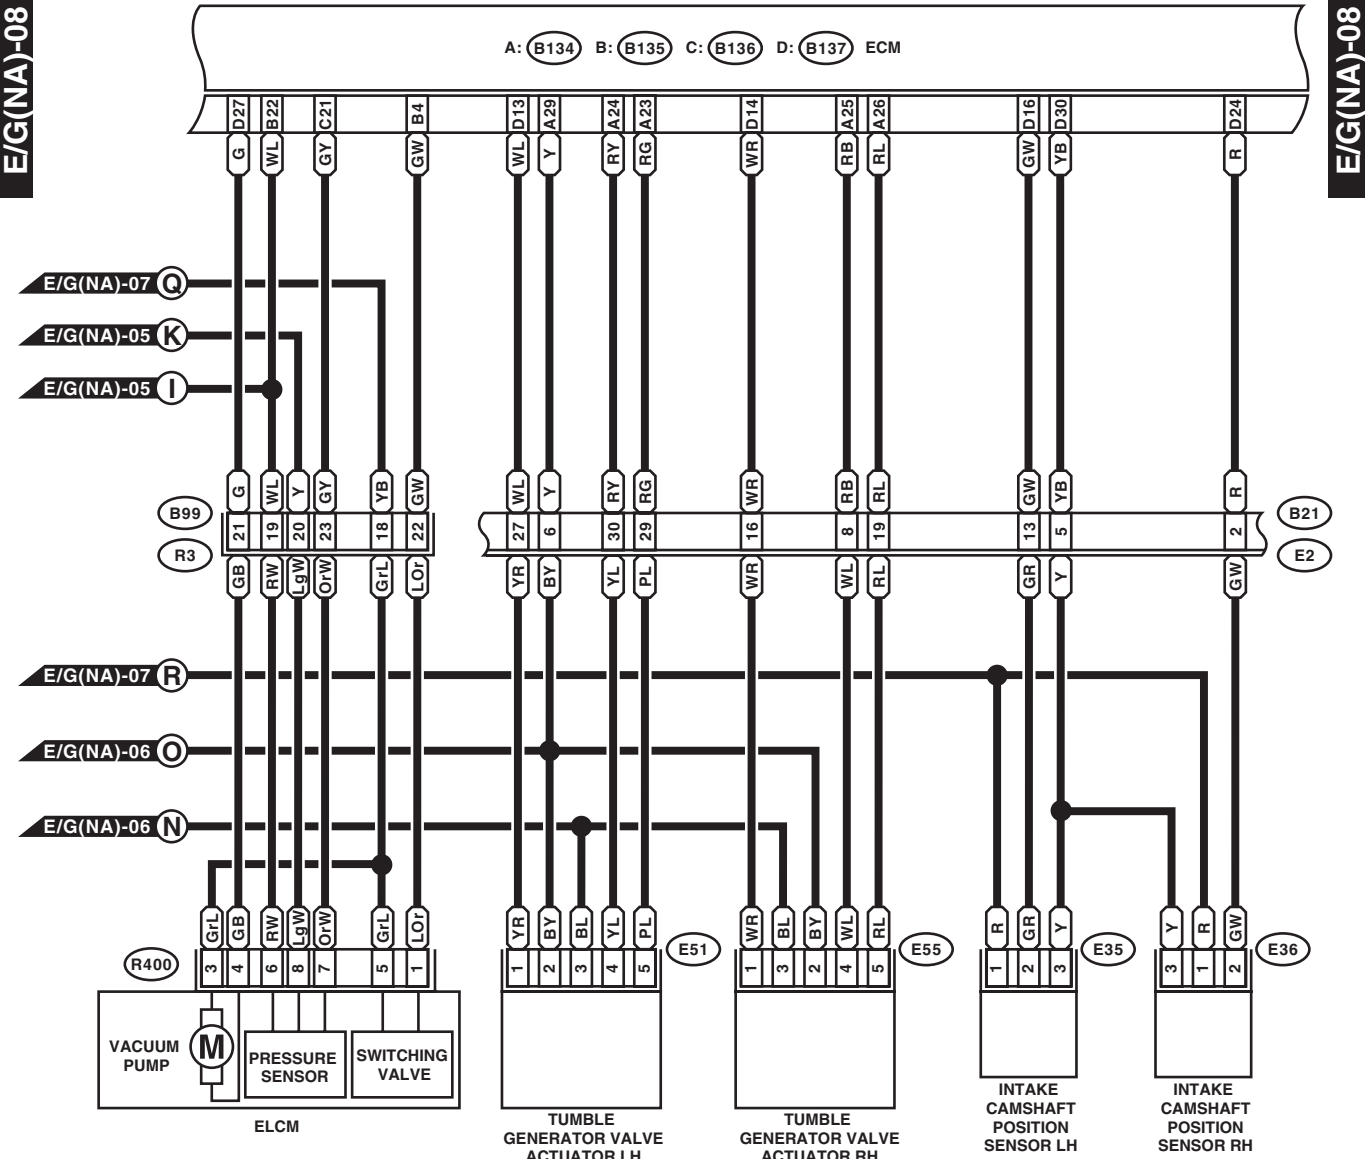 E/G(NA)-08
E/G(NA)-08
A: B134 B: B135 C: B136 D: B137 ECM
D27 B22 C21 B4 D13 A29 A24 A23 D14 A25 A26 D16 D30 D24
G WL GY GW WL Y RY RG WR RB RL GW YB R
E/G(NA)-07 Q
E/G(NA)-05 K
E/G(NA)-05 I
G WL Y GY YB GW WL Y RY RG WR RB RL GW YB R
B99 21 19 20 23 18 22 27 6 30 29 16 8 19 13 5 2 B21
R3 E2
GB RW LgW OrW GrL LOr YR BY YL PL WR WL RL GR Y GW
E/G(NA)-07 R
E/G(NA)-06 O
E/G(NA)-06 N
GrL GB RW LgW OrW GrL LOr YR BY BL YL PL WR BL BY WL RL R GR Y Y R GW
R400 3 4 6 8 7 5 1 1 2 3 4 5 E51 1 3 2 4 5 E55 1 2 3 E35 3 1 2 E36
VACUUM
PUMP
M
PRESSURE
SENSOR
SWITCHING
VALVE
ELCM
TUMBLE
GENERATOR VALVE
ACTUATOR LH
TUMBLE
GENERATOR VALVE
ACTUATOR RH
INTAKE
CAMSHAFT
POSITION
SENSOR LH
INTAKE
CAMSHAFT
POSITION
SENSOR RH